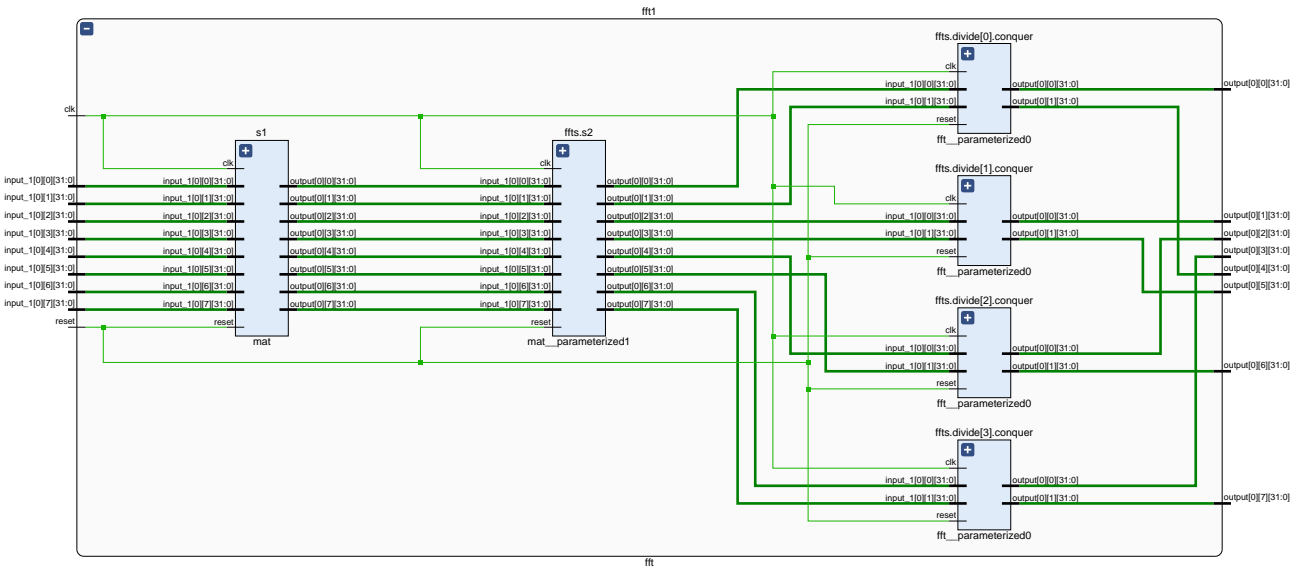 fft1
clk
input_1[0][0][31:0]
input_1[0][1][31:0]
input_1[0][2][31:0]
input_1[0][3][31:0]
input_1[0][4][31:0]
input_1[0][5][31:0]
input_1[0][6][31:0]
input_1[0][7][31:0]
reset
s1
clk
input_1[0][0][31:0]
input_1[0][1][31:0]
input_1[0][2][31:0]
input_1[0][3][31:0]
input_1[0][4][31:0]
input_1[0][5][31:0]
input_1[0][6][31:0]
input_1[0][7][31:0]
reset
output[0][0][31:0]
output[0][1][31:0]
output[0][2][31:0]
output[0][3][31:0]
output[0][4][31:0]
output[0][5][31:0]
output[0][6][31:0]
output[0][7][31:0]
mat
ffts.s2
clk
input_1[0][0][31:0]
input_1[0][1][31:0]
input_1[0][2][31:0]
input_1[0][3][31:0]
input_1[0][4][31:0]
input_1[0][5][31:0]
input_1[0][6][31:0]
input_1[0][7][31:0]
reset
output[0][0][31:0]
output[0][1][31:0]
output[0][2][31:0]
output[0][3][31:0]
output[0][4][31:0]
output[0][5][31:0]
output[0][6][31:0]
output[0][7][31:0]
mat__parameterized1
ffts.divide[0].conquer
clk
input_1[0][0][31:0]
input_1[0][1][31:0]
reset
output[0][0][31:0]
output[0][1][31:0]
fft__parameterized0
ffts.divide[1].conquer
clk
input_1[0][0][31:0]
input_1[0][1][31:0]
reset
output[0][0][31:0]
output[0][1][31:0]
fft__parameterized0
ffts.divide[2].conquer
clk
input_1[0][0][31:0]
input_1[0][1][31:0]
reset
output[0][0][31:0]
output[0][1][31:0]
fft__parameterized0
ffts.divide[3].conquer
clk
input_1[0][0][31:0]
input_1[0][1][31:0]
reset
output[0][0][31:0]
output[0][1][31:0]
fft__parameterized0
output[0][0][31:0]
output[0][1][31:0]
output[0][2][31:0]
output[0][3][31:0]
output[0][4][31:0]
output[0][5][31:0]
output[0][6][31:0]
output[0][7][31:0]
fft